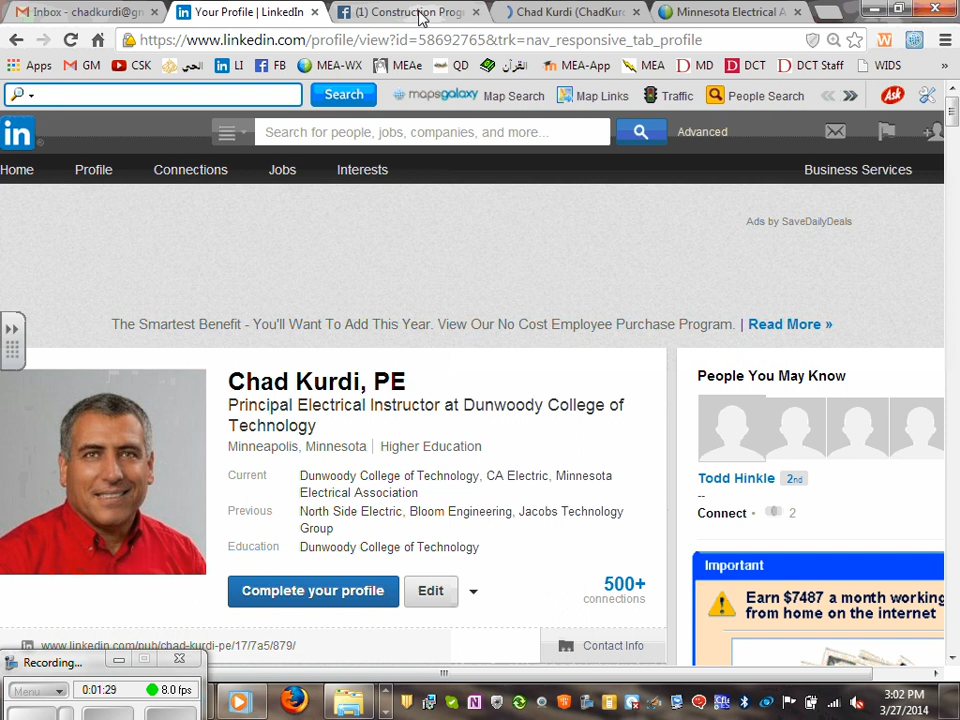 Inbox - chadkurdi@gn
Your Profile | LinkedIn
(1) Construction Prog
Chad Kurdi (ChadKurd
Minnesota Electrical A
https://www.linkedin.com/profile/view?id=58692765&trk=nav_responsive_tab_profile
Apps GM CSK الحي LI FB MEA-WX MEAe QD القرآن MEA-App MEA MD DCT DCT Staff WIDS »
Search mapsgalaxy Map Search Map Links Traffic People Search Ask
in Search for people, jobs, companies, and more... Advanced
Home Profile Connections Jobs Interests Business Services
Ads by SaveDailyDeals
The Smartest Benefit - You'll Want To Add This Year. View Our No Cost Employee Purchase Program. | Read More »
Chad Kurdi, PE
Principal Electrical Instructor at Dunwoody College of
Technology
Minneapolis, Minnesota | Higher Education
Current Dunwoody College of Technology, CA Electric, Minnesota
Electrical Association
Previous North Side Electric, Bloom Engineering, Jacobs Technology
Group
Education Dunwoody College of Technology
Complete your profile Edit
500+
connections
www.linkedin.com/pub/chad-kurdi-pe/17/7a5/879/
Contact Info
People You May Know
Todd Hinkle 2nd
--
Connect • 2
Important
Earn $7487 a month working
from home on the internet
Recording...
Menu 0:01:29 8.0 fps
3:02 PM
3/27/2014